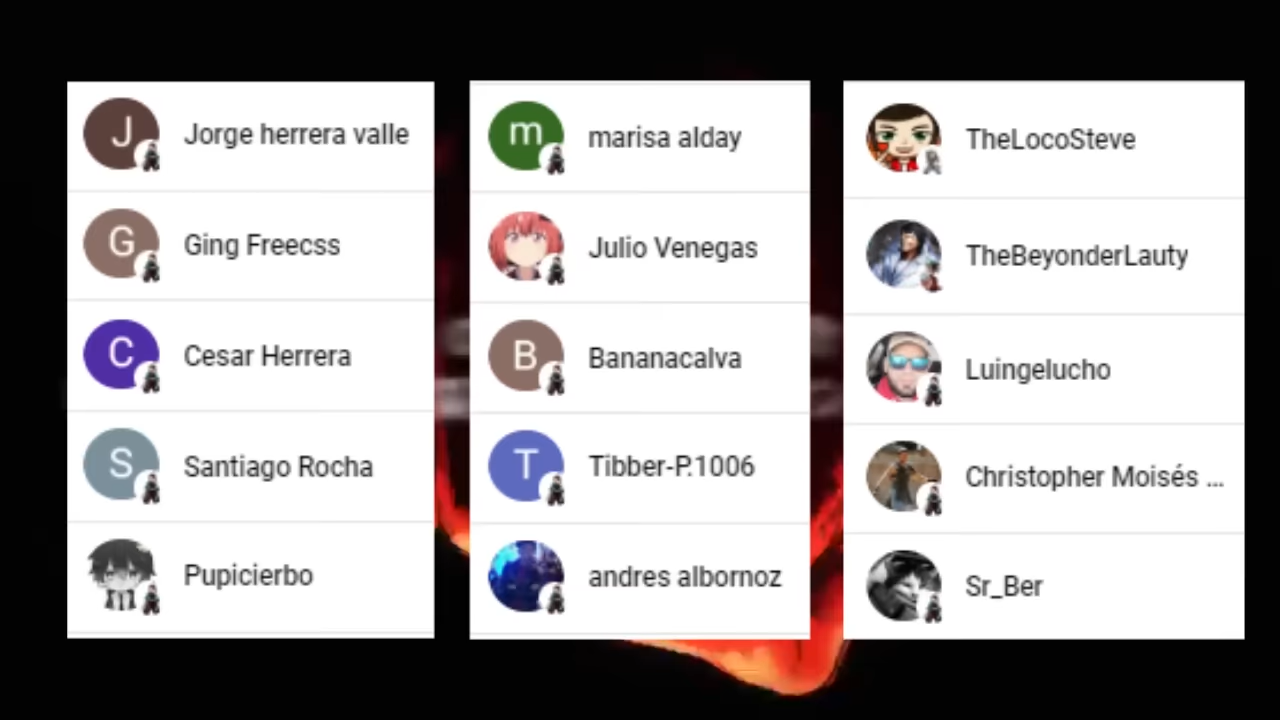 J
Jorge herrera valle
G
Ging Freecss
C
Cesar Herrera
S
Santiago Rocha
Pupicierbo
m
marisa alday
Julio Venegas
B
Bananacalva
T
Tibber-P.1006
andres albornoz
TheLocoSteve
TheBeyonderLauty
Luingelucho
Christopher Moisés ...
Sr_Ber